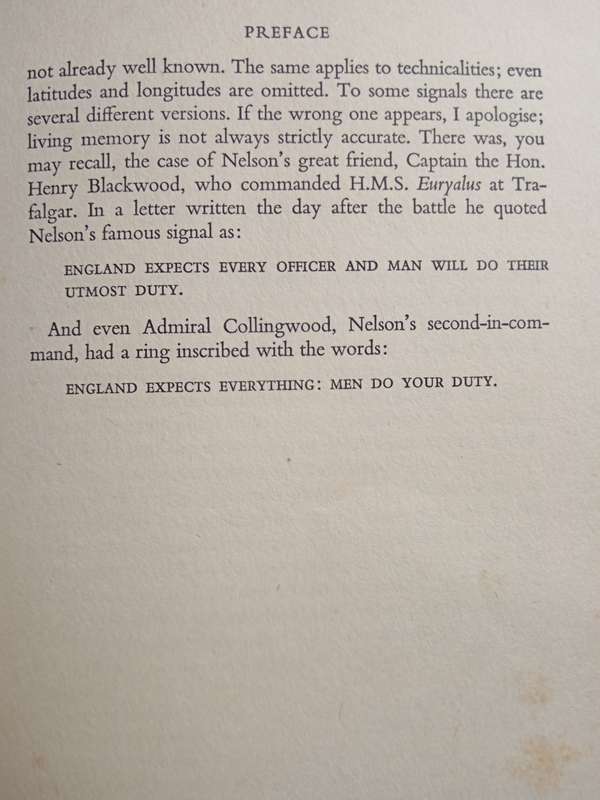 PREFACE
not already well known. The same applies to technicalities; even
latitudes and longitudes are omitted. To some signals there are
several different versions. If the wrong one appears, I apologise;
living memory is not always strictly accurate. There was, you
may recall, the case of Nelson's great friend, Captain the Hon.
Henry Blackwood, who commanded H.M.S. Euryalus at Tra-
falgar. In a letter written the day after the battle he quoted
Nelson's famous signal as:
ENGLAND EXPECTS EVERY OFFICER AND MAN WILL DO THEIR
UTMOST DUTY.
And even Admiral Collingwood, Nelson's second-in-com-
mand, had a ring inscribed with the words:
ENGLAND EXPECTS EVERYTHING: MEN DO YOUR DUTY.